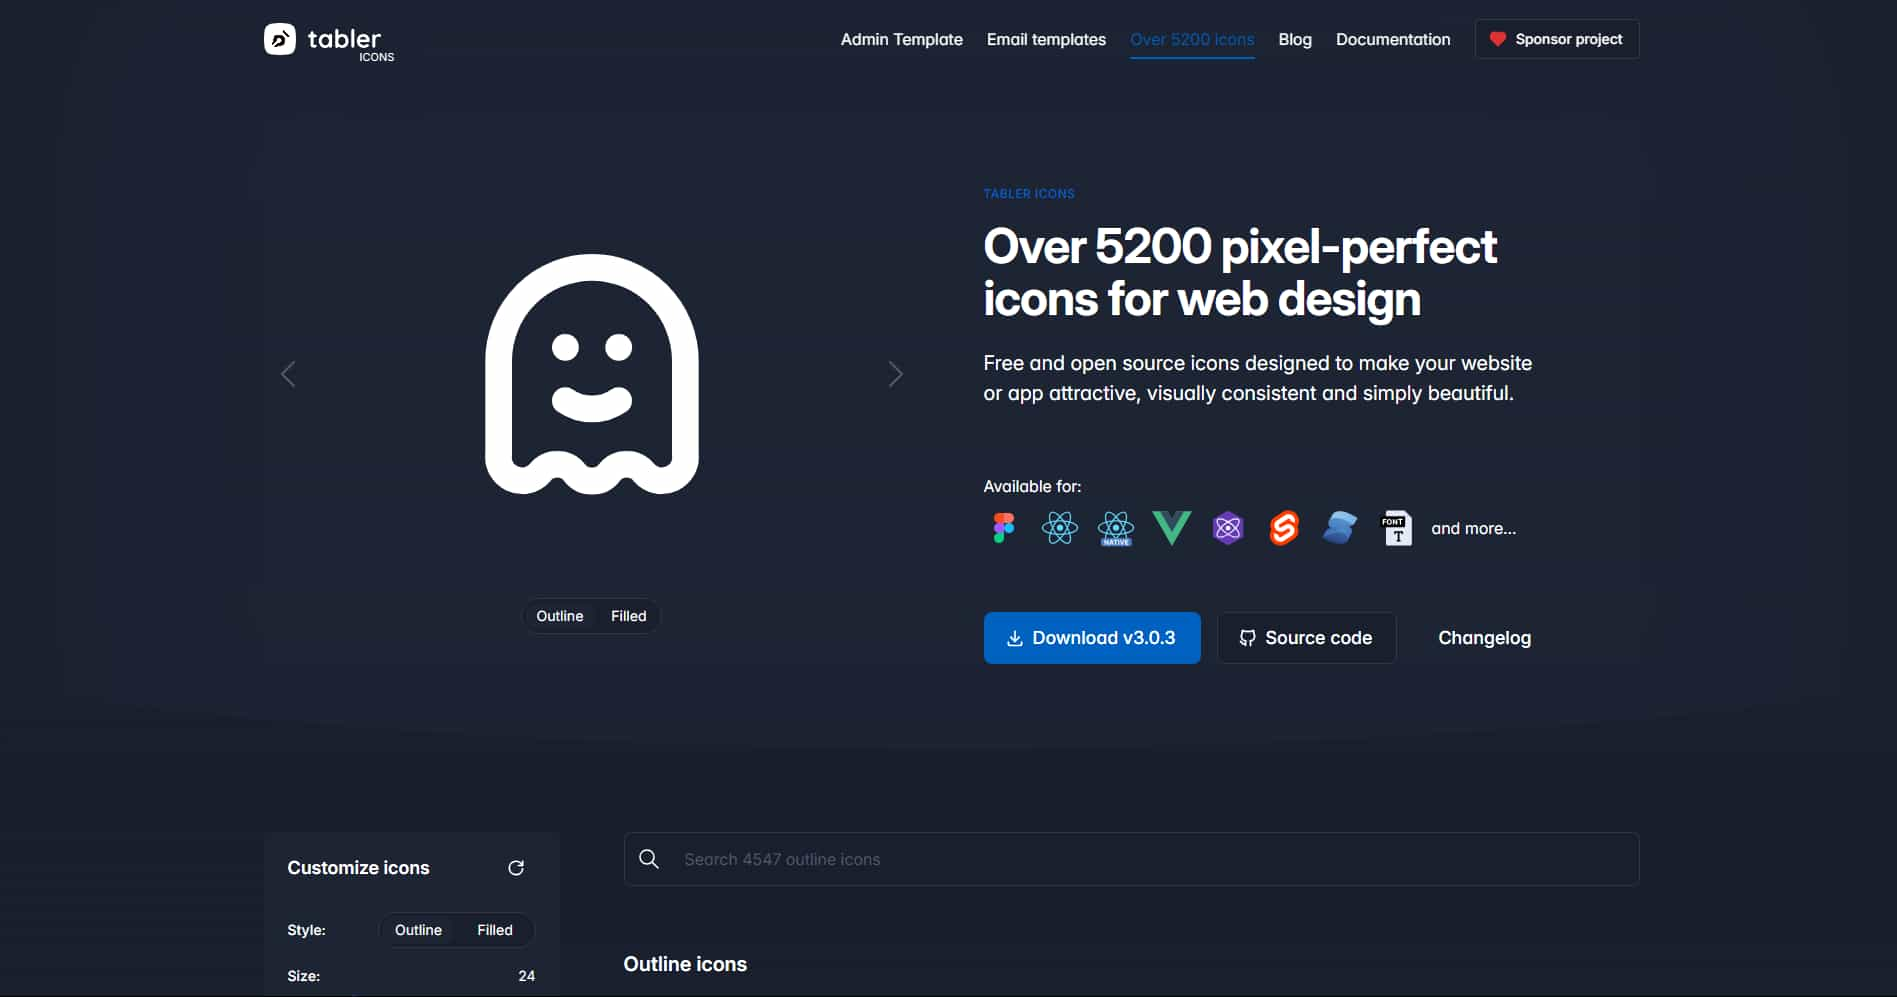 tabler
ICONS
Admin Template
Email templates
Over 5200 icons
Blog
Documentation
Sponsor project
TABLER ICONS
Over 5200 pixel-perfect
icons for web design
Free and open source icons designed to make your website
or app attractive, visually consistent and simply beautiful.
Available for:
NATIVE
FONT
T
and more...
Outline
Filled
Download v3.0.3
Source code
Changelog
Customize icons
Search 4547 outline icons
Style:
Outline
Filled
Size:
24
Outline icons